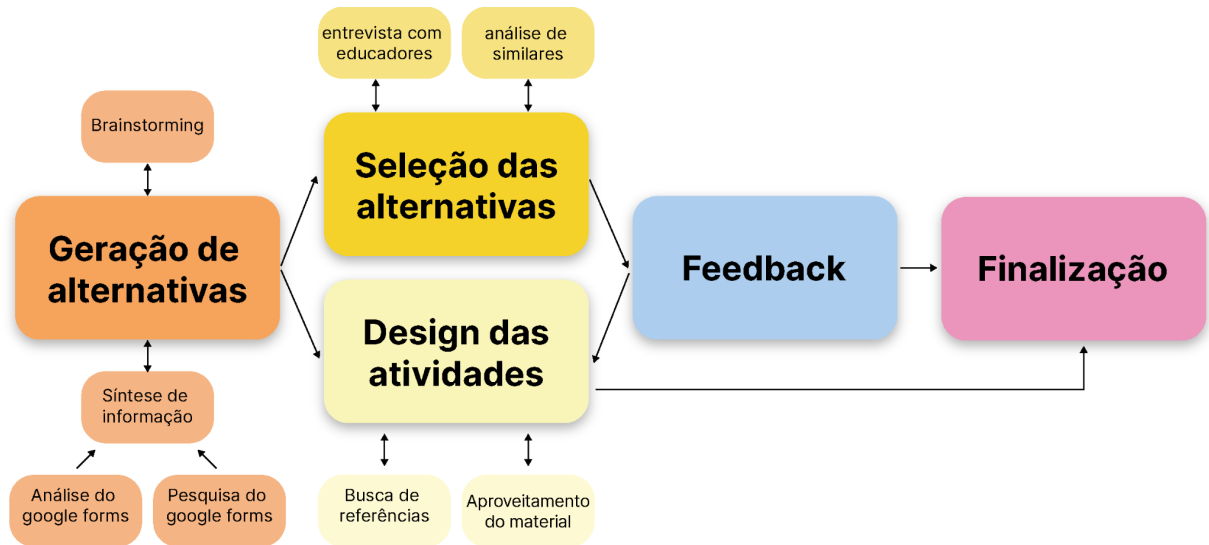 entrevista com
educadores
análise de
similares
Brainstorming
Seleção das
alternativas
Geração de
alternativas
Feedback
Finalização
Design das
atividades
Síntese de
informação
Análise do
google forms
Pesquisa do
google forms
Busca de
referências
Aproveitamento
do material